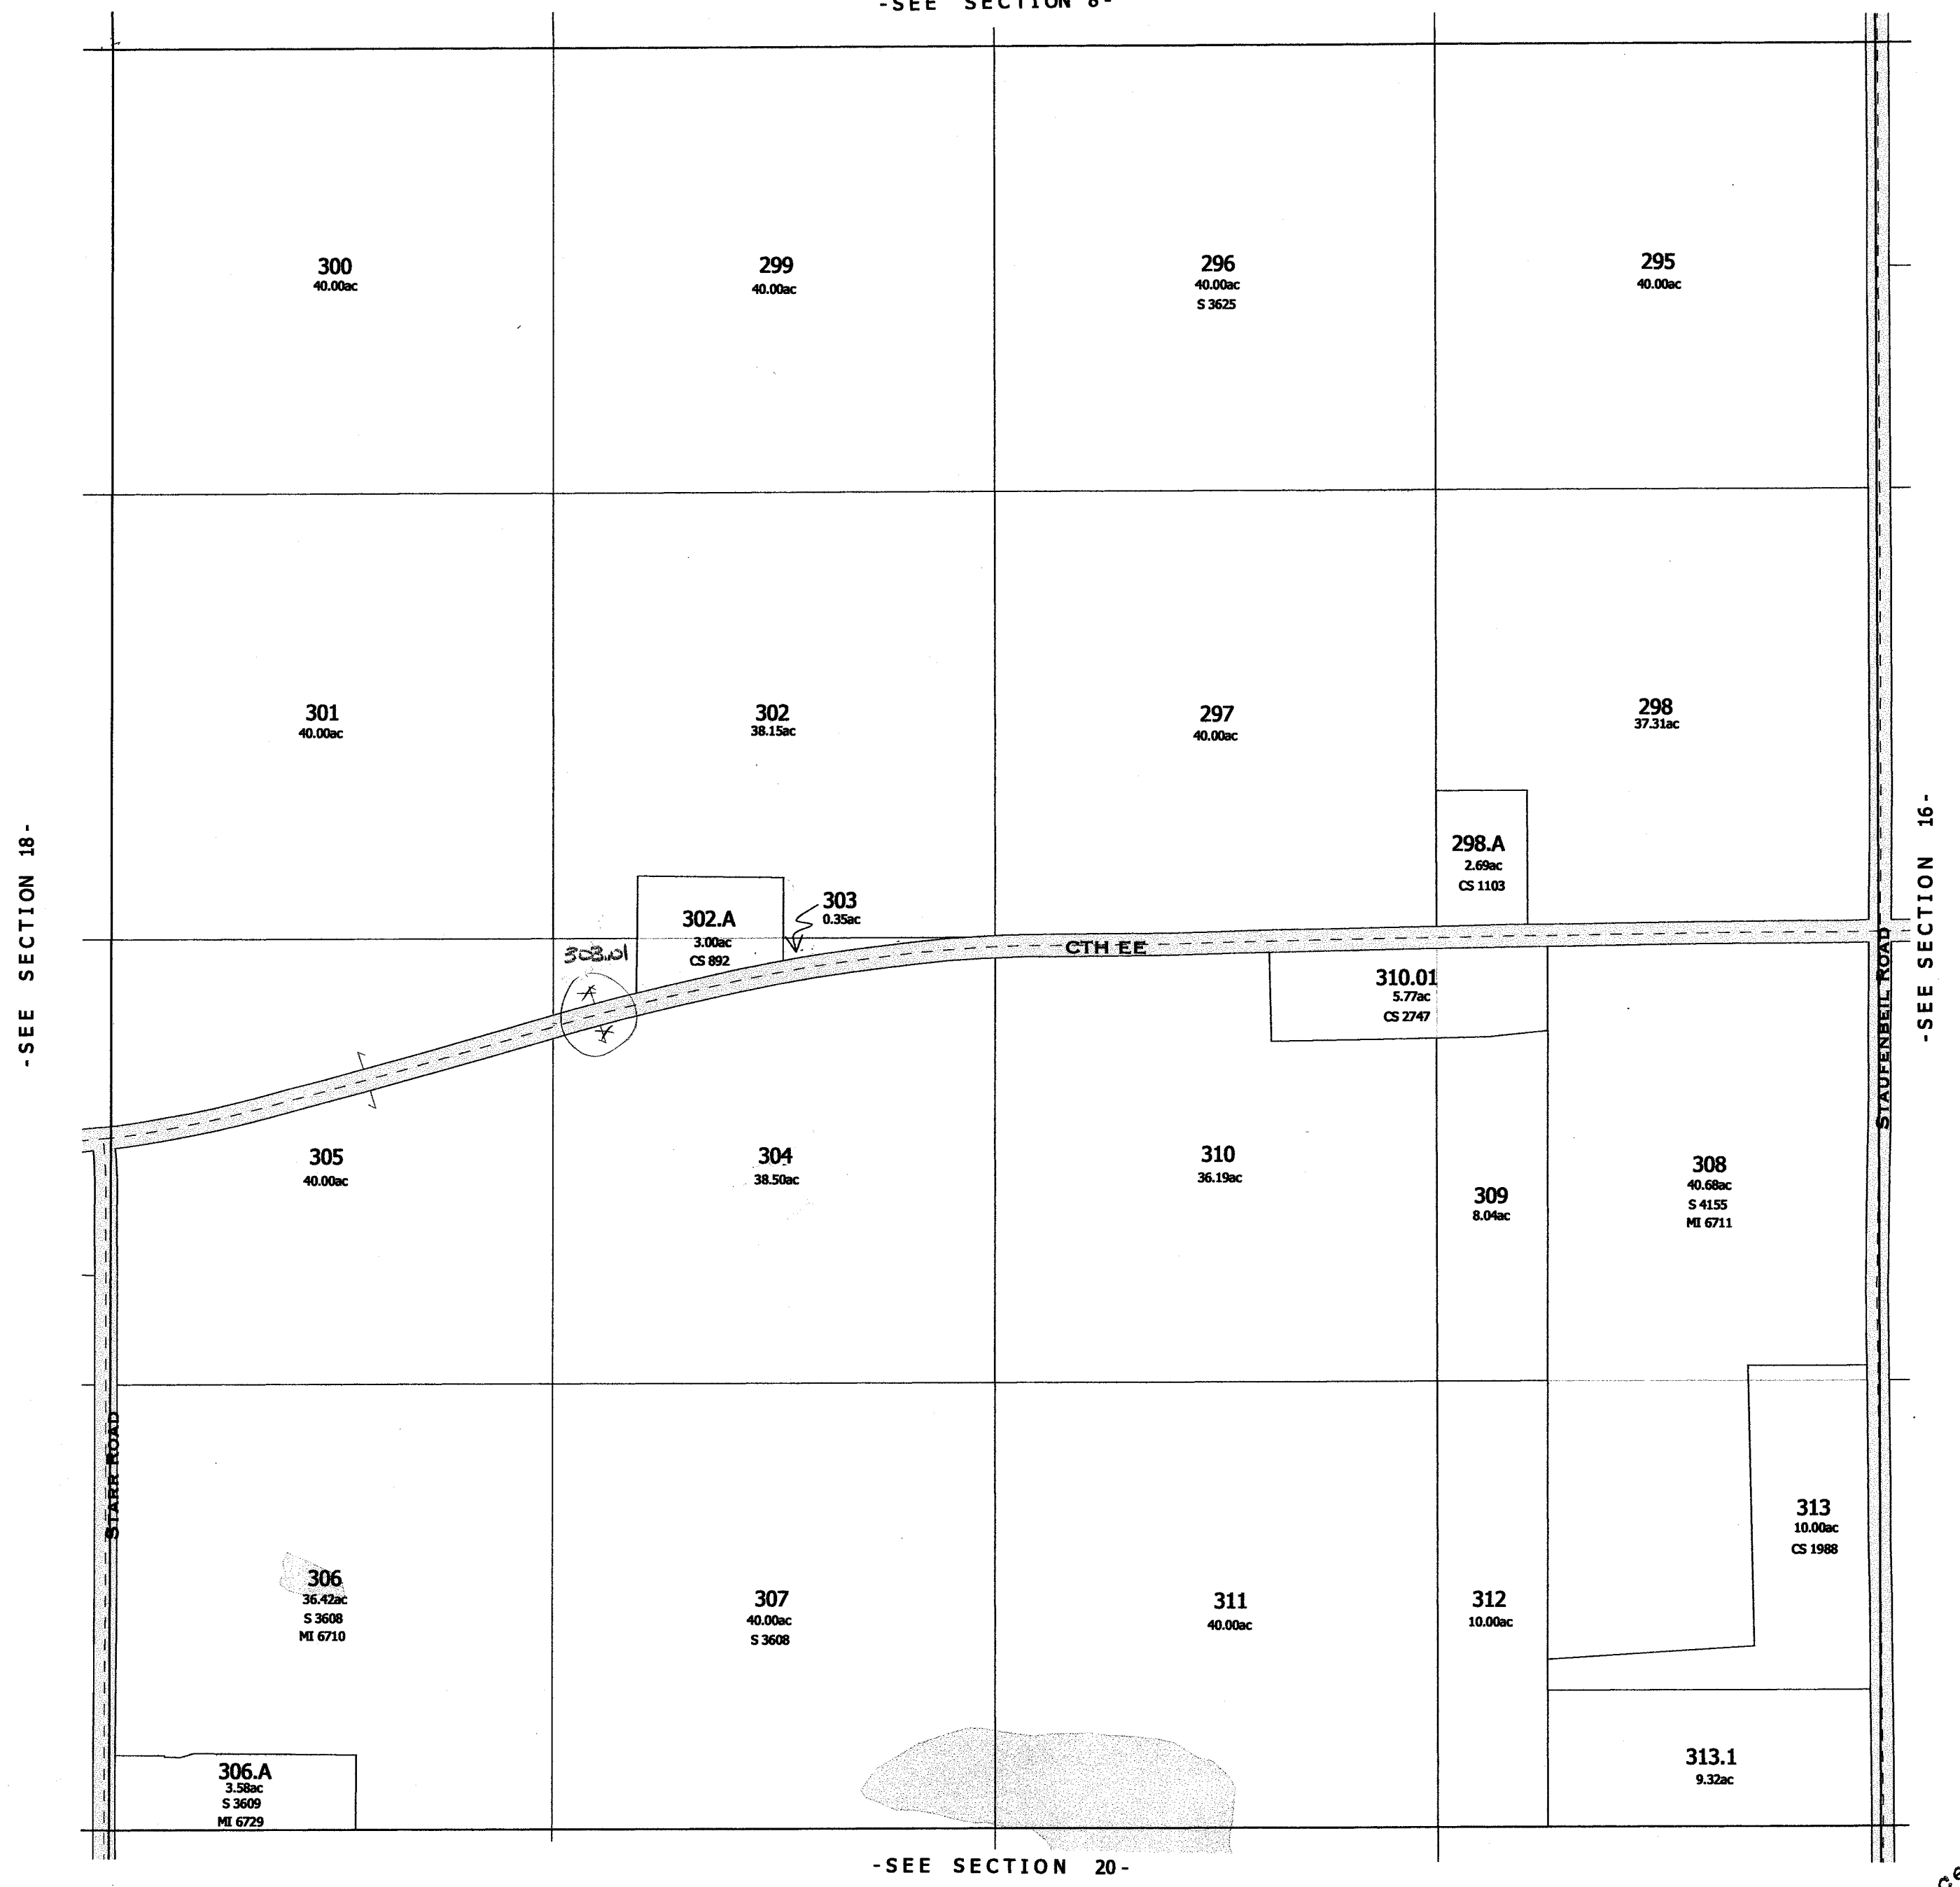 -SEE SECTION 8-
300
40.00ac
299
40.00ac
296
40.00ac
S 3625
295
40.00ac
301
40.00ac
302
38.15ac
297
40.00ac
298
37.31ac
-SEE SECTION 18-
-SEE SECTION 16-
298.A
2.69ac
CS 1103
302.A
3.00ac
CS 892
303
0.35ac
303.01
CTH EE
310.01
5.77ac
CS 2747
STAUFENBEIL ROAD
305
40.00ac
304
38.50ac
310
36.19ac
309
8.04ac
308
40.68ac
S 4155
MI 6711
STARR ROAD
313
10.00ac
CS 1988
306
36.42ac
S 3608
MI 6710
307
40.00ac
S 3608
311
40.00ac
312
10.00ac
306.A
3.58ac
S 3609
MI 6729
313.1
9.32ac
-SEE SECTION 20-